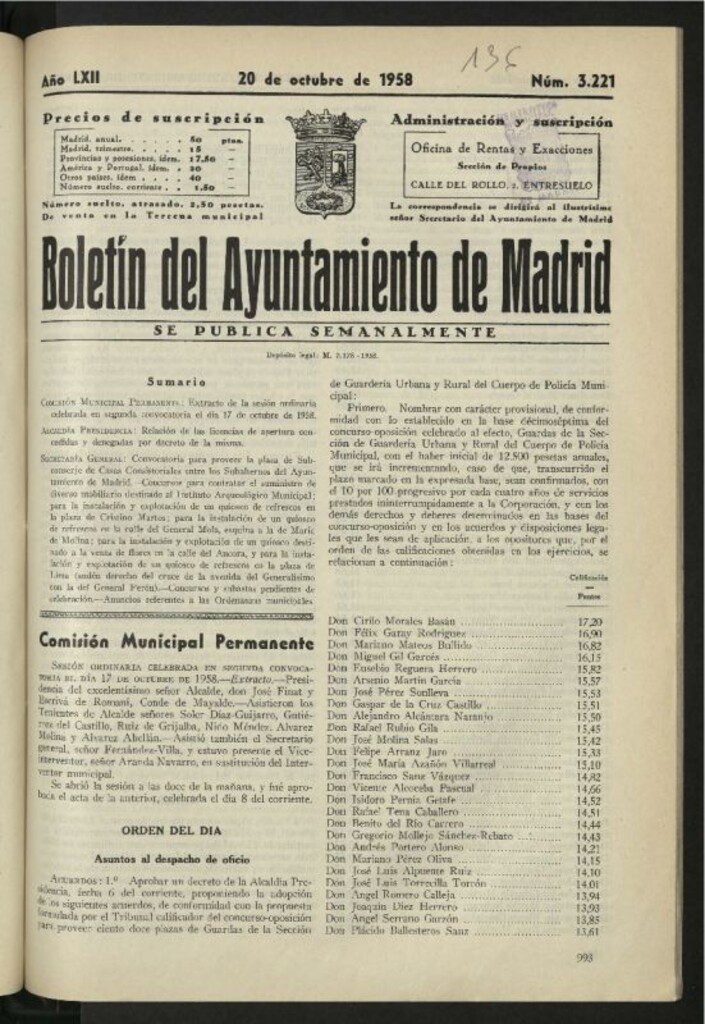 136
Año LXII
20 de octubre de 1958
Núm. 3.221
Precios de suscripción
Madrid, anual. . . . . . . 60 ptas.
Madrid, trimestre. . . . . 15 —
Provincias y posesiones, ídem. 17,50 —
América y Portugal, ídem. . 20 —
Otros países, ídem . . . . 40 —
Número suelto, corriente . . 1,50 —
Número suelto, atrasado, 2,50 pesetas.
De venta en la Tercena municipal
Administración y suscripción
Oficina de Rentas y Exacciones
Sección de Propios
CALLE DEL ROLLO, 2, ENTRESUELO
La correspondencia se dirigirá al ilustrísimo
señor Secretario del Ayuntamiento de Madrid
Boletín del Ayuntamiento de Madrid
SE PUBLICA SEMANALMENTE
Depósito legal: M. 2.176-1958.
Sumario
COMISIÓN MUNICIPAL PERMANENTE: Extracto de la sesión ordinaria
celebrada en segunda convocatoria el día 17 de octubre de 1958.
ALCALDÍA PRESIDENCIA: Relación de las licencias de apertura con-
cedidas y denegadas por decreto de la misma.
SECRETARÍA GENERAL: Convocatoria para proveer la plaza de Sub-
conserje de Casas Consistoriales entre los Subalternos del Ayun-
tamiento de Madrid.—Concursos para contratar el suministro de
diverso mobiliario destinado al Instituto Arqueológico Municipal;
para la instalación y explotación de un quiosco de refrescos en
la plaza de Cristino Martos; para la instalación de un quiosco
de refrescos en la calle del General Mola, esquina a la de María
de Molina; para la instalación y explotación de un quiosco desti-
nado a la venta de flores en la calle del Ancora, y para la insta-
lación y explotación de un quiosco de refrescos en la plaza de
Lima (andén derecho del cruce de la avenida del Generalísimo
con la del General Perón).—Concursos y subastas pendientes de
celebración.—Anuncios referentes a las Ordenanzas municipales.
Comisión Municipal Permanente
SESIÓN ORDINARIA CELEBRADA EN SEGUNDA CONVOCA-
TORIA EL DÍA 17 DE OCTUBRE DE 1958.—Extracto.—Presi-
dencia del excelentísimo señor Alcalde, don José Finat y
Escrivá de Romaní, Conde de Mayalde.—Asistieron los
Tenientes de Alcalde señores Soler Díaz-Guijarro, Gutié-
rrez del Castillo, Ruiz de Grijalba, Nieto Méndez, Alvarez
Molina y Alvarez Abellán.—Asistió también el Secretario
general, señor Fernández-Villa, y estuvo presente el Vice-
interventor, señor Aranda Navarro, en sustitución del Inter-
ventor municipal.
Se abrió la sesión a las doce de la mañana, y fué apro-
bada el acta de la anterior, celebrada el día 8 del corriente.
ORDEN DEL DIA
Asuntos al despacho de oficio
ACUERDOS: 1.º Aprobar un decreto de la Alcaldía Pre-
sidencia, fecha 6 del corriente, proponiendo la adopción
de los siguientes acuerdos, de conformidad con la propuesta
formulada por el Tribunal calificador del concurso-oposición
para proveer ciento doce plazas de Guardas de la Sección
de Guardería Urbana y Rural del Cuerpo de Policía Muni-
cipal:
Primero. Nombrar con carácter provisional, de confor-
midad con lo establecido en la base décimoséptima del
concurso-oposición celebrado al efecto, Guardas de la Sec-
ción de Guardería Urbana y Rural del Cuerpo de Policía
Municipal, con el haber inicial de 12.500 pesetas anuales,
que se irá incrementando, caso de que, transcurrido el
plazo marcado en la expresada base, sean confirmados, con
el 10 por 100 progresivo por cada cuatro años de servicios
prestados ininterrumpidamente a la Corporación, y con los
demás derechos y deberes determinados en las bases del
concurso-oposición y en los acuerdos y disposiciones lega-
les que les sean de aplicación, a los opositores que, por el
orden de las calificaciones obtenidas en los ejercicios, se
relacionan a continuación:
Calificación
—
Puntos
Don Cirilo Morales Basán 17,20
Don Félix Garay Rodríguez 16,90
Don Mariano Mateos Bullido 16,82
Don Miguel Gil Garcés 16,15
Don Eusebio Reguera Herrero 15,82
Don Arsenio Martín García 15,57
Don José Pérez Sonlleva 15,53
Don Gaspar de la Cruz Castillo 15,51
Don Alejandro Alcántara Naranjo 15,50
Don Rafael Rubio Gila 15,45
Don José Medina Salas 15,42
Don Felipe Arranz Jaro 15,33
Don José María Azañón Villarreal 15,10
Don Francisco Sanz Vázquez 14,82
Don Vicente Alcoceba Pascual 14,66
Don Isidoro Pernía Getafe 14,52
Don Rafael Tena Caballero 14,51
Don Benito del Río Carrero 14,44
Don Gregorio Mollejo Sánchez-Rebato 14,43
Don Andrés Portero Alonso 14,21
Don Mariano Pérez Oliva 14,15
Don José Luis Alpuente Ruiz 14,10
Don José Luis Torrecilla Turrón 14,01
Don Angel Romero Calleja 13,94
Don Joaquín Díez Herrero 13,93
Don Angel Serrano Garzón 13,85
Don Plácido Ballesteros Sanz 13,61
993